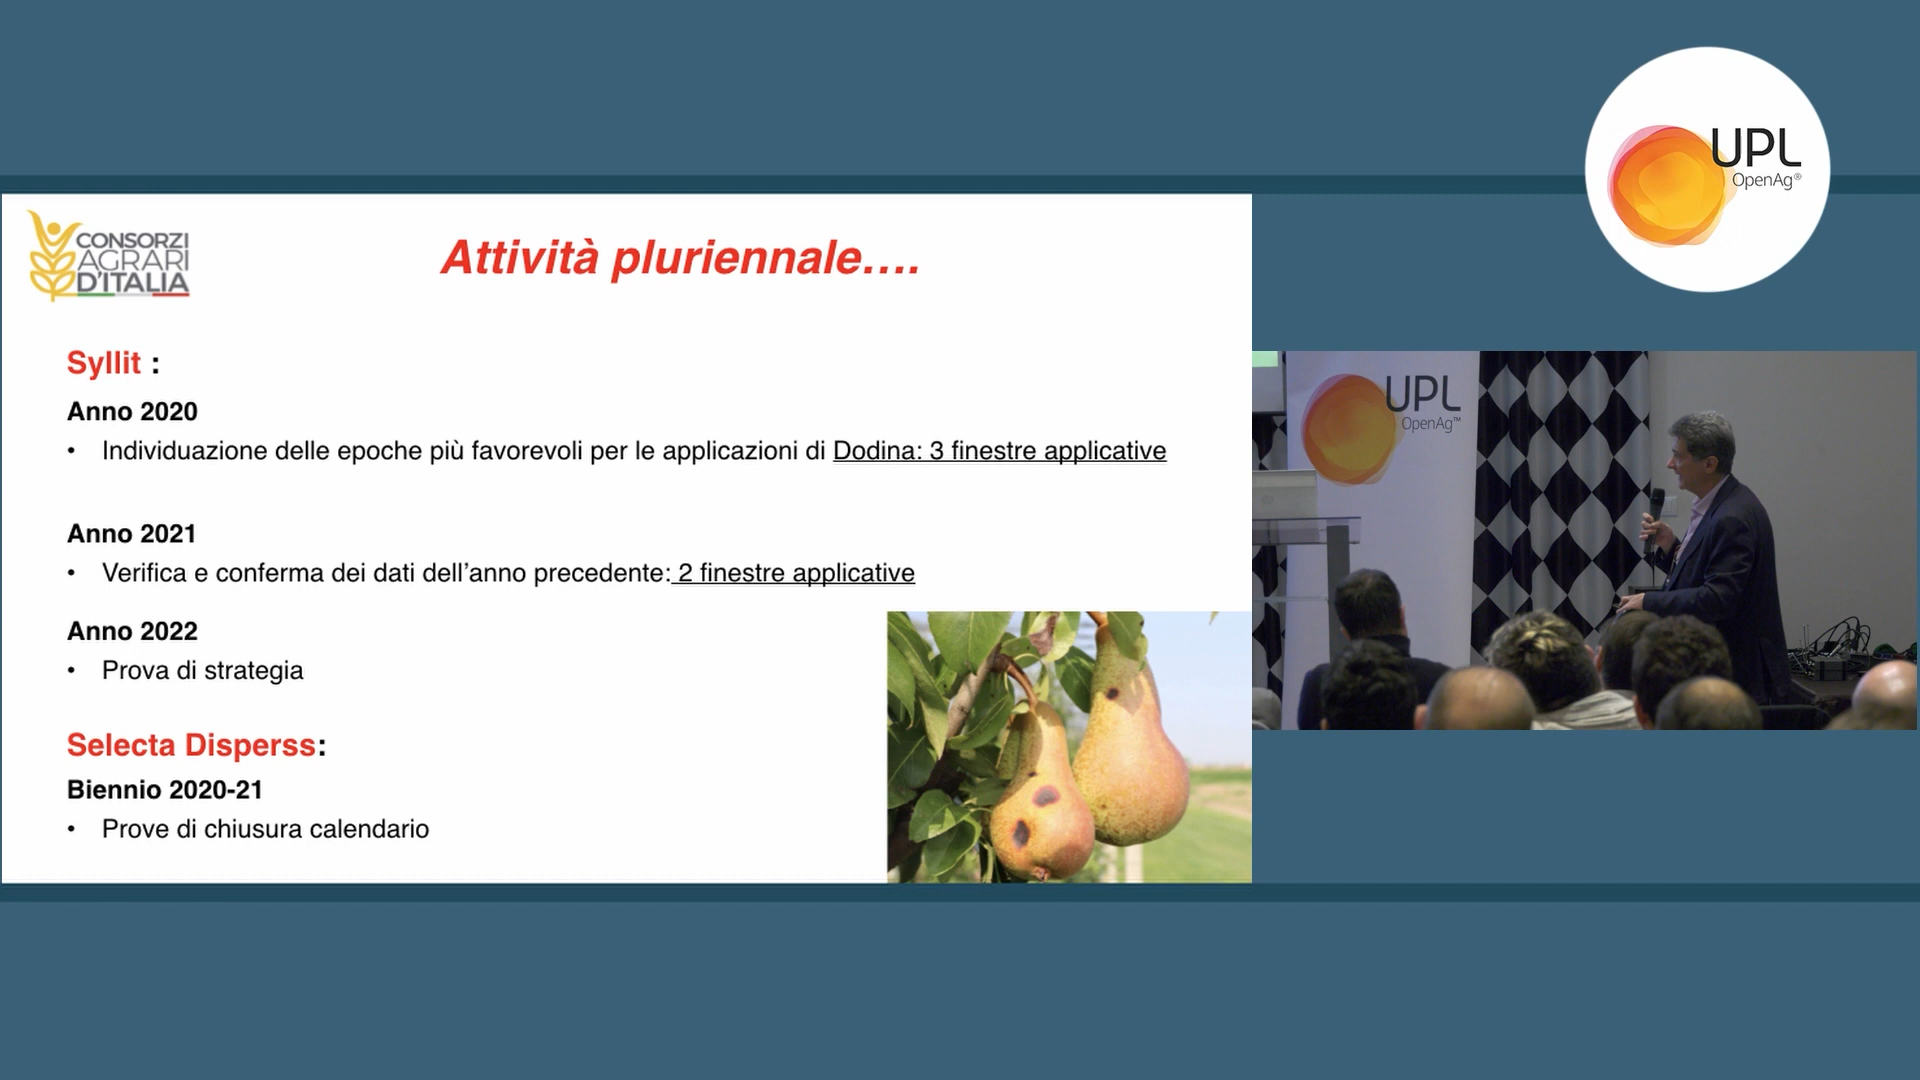 UPL
OpenAg®
CONSORZI
AGRARI
D'ITALIA
Attività pluriennale....
Syllit :
Anno 2020
• Individuazione delle epoche più favorevoli per le applicazioni di Dodina: 3 finestre applicative
Anno 2021
• Verifica e conferma dei dati dell’anno precedente: 2 finestre applicative
Anno 2022
• Prova di strategia
Selecta Disperss:
Biennio 2020-21
• Prove di chiusura calendario
UPL
OpenAg™